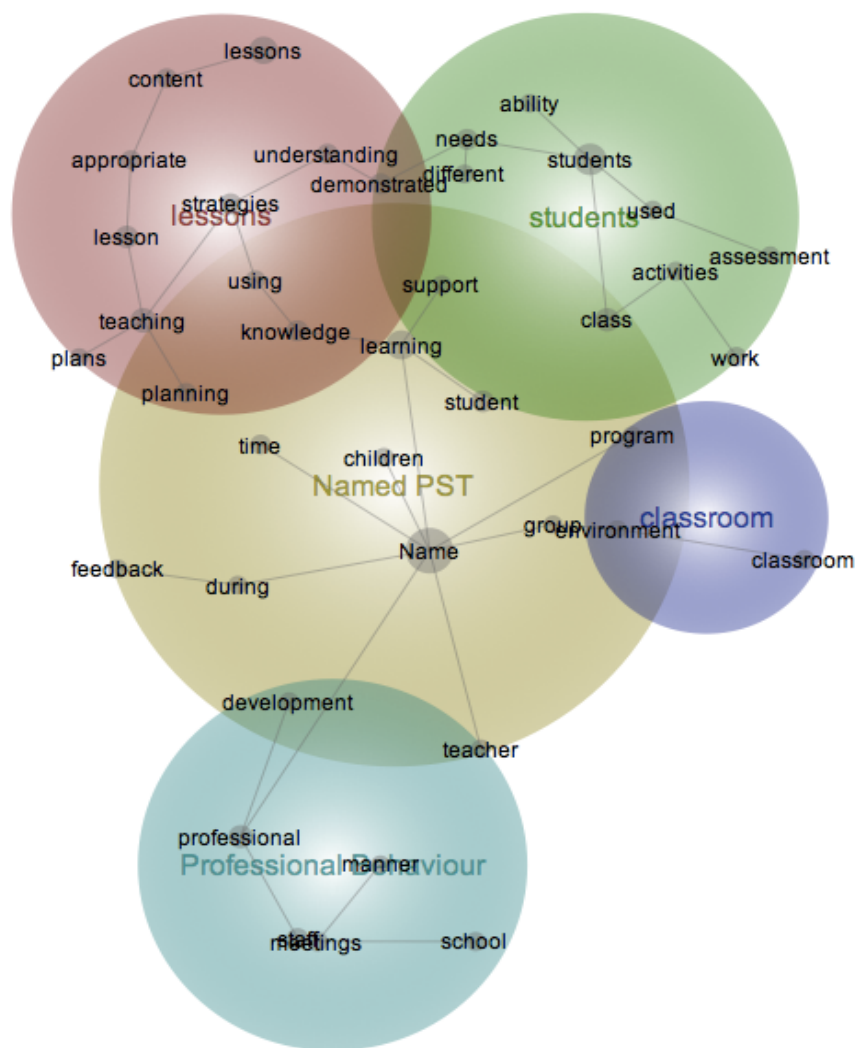 lessons
content
ability
needs
understanding
appropriate
students
different
demonstrated
strategies
used
lessons
students
lesson
assessment
activities
using
support
teaching
class
knowledge
learning
plans
work
planning
student
program
time
children
Named PST
classroom
group
environment
Name
classroom
feedback
during
development
teacher
professional
manner
Professional Behaviour
staff
meetings
school